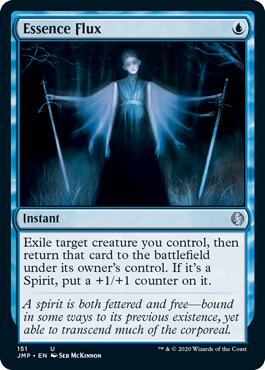 Essence Flux
Instant
Exile target creature you control, then
return that card to the battlefield
under its owner's control. If it's a
Spirit, put a +1/+1 counter on it.
A spirit is both fettered and free—bound
in some ways to its previous existence, yet
able to transcend much of the corporeal.
151 U
JMP • EN Seb McKinnon
™ & © 2020 Wizards of the Coast